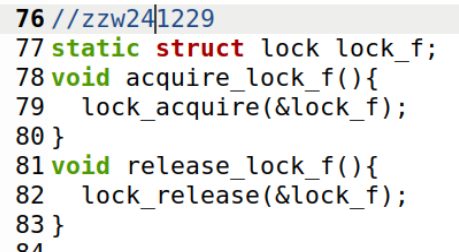 76 //zzw241229
77 static struct lock lock_f;
78 void acquire_lock_f(){
79   lock_acquire(&lock_f);
80 }
81 void release_lock_f(){
82   lock_release(&lock_f);
83 }
84